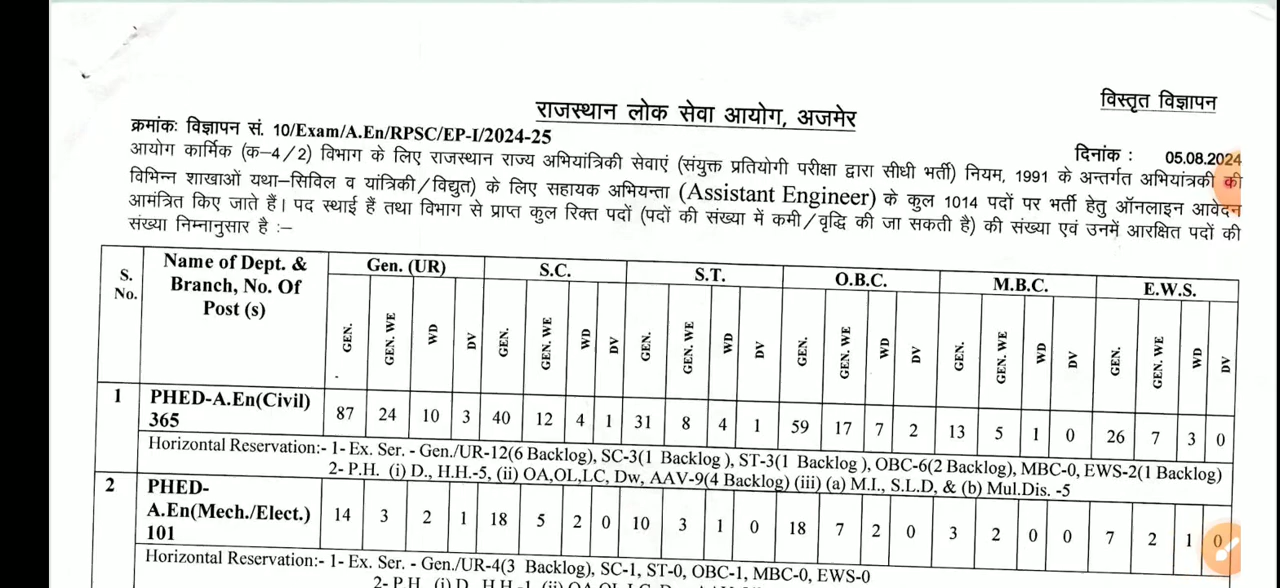 विस्तृत विज्ञापन
राजस्थान लोक सेवा आयोग, अजमेर
क्रमांकः विज्ञापन सं. 10/Exam/A.En/RPSC/EP-I/2024-25
दिनांक : 05.08.2024
आयोग कार्मिक (क-4/2) विभाग के लिए राजस्थान राज्य अभियांत्रिकी सेवाएं (संयुक्त प्रतियोगी परीक्षा द्वारा सीधी भर्ती) नियम, 1991 के अन्तर्गत अभियांत्रकी की
विभिन्न शाखाओं यथा-सिविल व यांत्रिकी/विद्युत) के लिए सहायक अभियन्ता (Assistant Engineer) के कुल 1014 पदों पर भर्ती हेतु ऑनलाइन आवेदन
आमंत्रित किए जाते हैं। पद स्थाई हैं तथा विभाग से प्राप्त कुल रिक्त पदों (पदों की संख्या में कमी/वृद्धि की जा सकती है) की संख्या एवं उनमें आरक्षित पदों की
संख्या निम्नानुसार है :-
S. No. Name of Dept. & Branch, No. Of Post (s) Gen. (UR) S.C. S.T. O.B.C. M.B.C. E.W.S.
GEN. GEN. WE WD DV GEN. GEN. WE WD DV GEN. GEN. WE WD DV GEN. GEN. WE WD DV GEN. GEN. WE WD DV GEN. GEN. WE WD DV
1 PHED-A.En(Civil) 365 87 24 10 3 40 12 4 1 31 8 4 1 59 17 7 2 13 5 1 0 26 7 3 0
Horizontal Reservation:- 1- Ex. Ser. - Gen./UR-12(6 Backlog), SC-3(1 Backlog ), ST-3(1 Backlog ), OBC-6(2 Backlog), MBC-0, EWS-2(1 Backlog)
2- P.H. (i) D., H.H.-5, (ii) OA,OL,LC, Dw, AAV-9(4 Backlog) (iii) (a) M.I., S.L.D, & (b) Mul.Dis. -5
2 PHED-A.En(Mech./Elect.) 101 14 3 2 1 18 5 2 0 10 3 1 0 18 7 2 0 3 2 0 0 7 2 1 0
Horizontal Reservation:- 1- Ex. Ser. - Gen./UR-4(3 Backlog), SC-1, ST-0, OBC-1, MBC-0, EWS-0